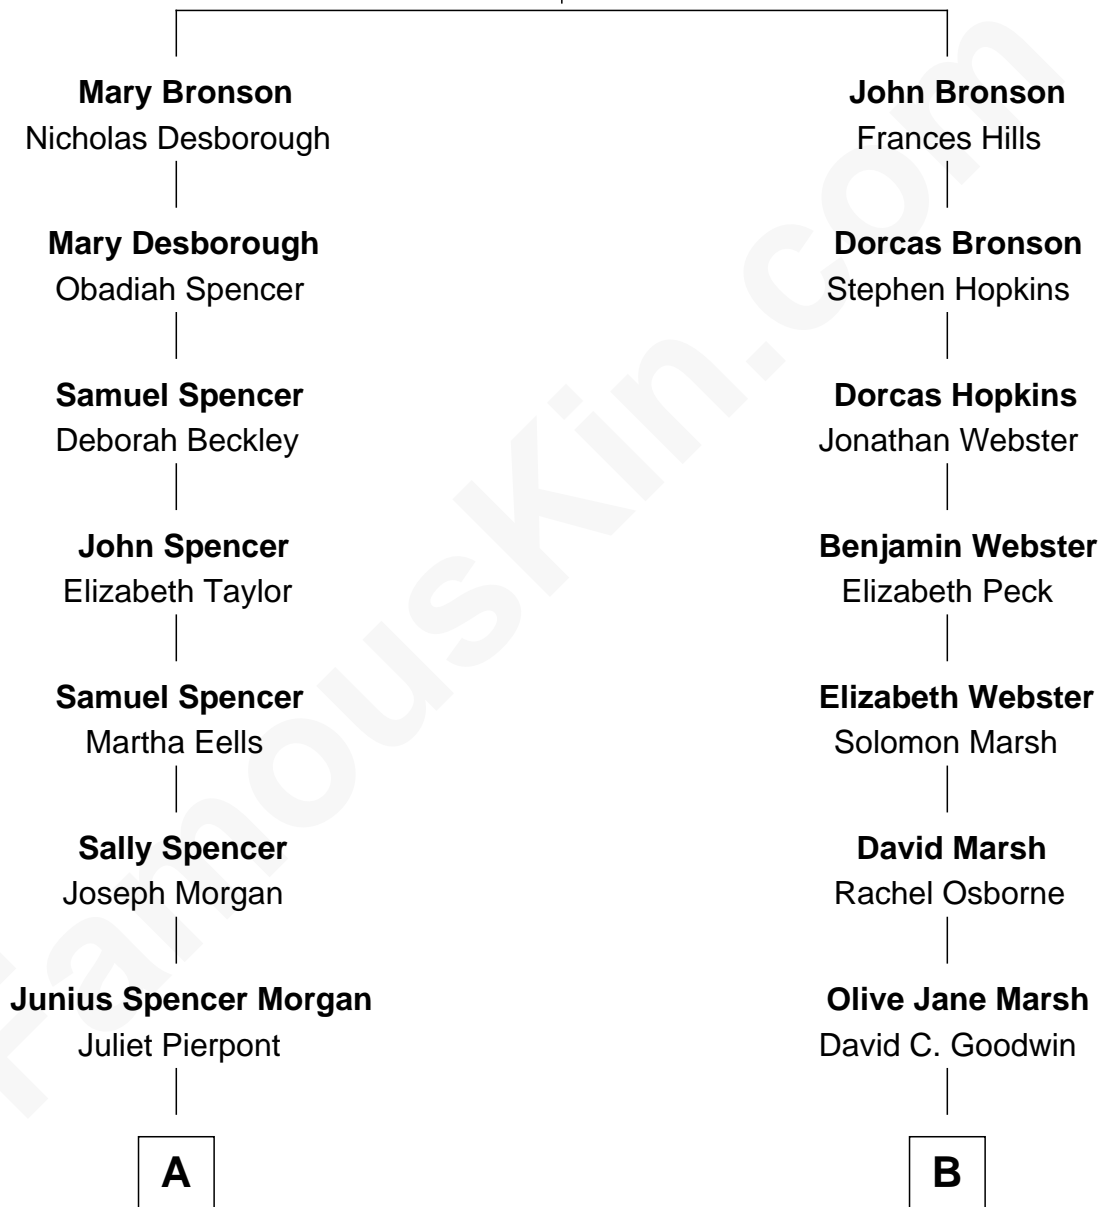 Mary Bronson
Nicholas Desborough
Mary Desborough
Obadiah Spencer
Samuel Spencer
Deborah Beckley
John Spencer
Elizabeth Taylor
Samuel Spencer
Martha Eells
Sally Spencer
Joseph Morgan
Junius Spencer Morgan
Juliet Pierpont
A
John Bronson
Frances Hills
Dorcas Bronson
Stephen Hopkins
Dorcas Hopkins
Jonathan Webster
Benjamin Webster
Elizabeth Peck
Elizabeth Webster
Solomon Marsh
David Marsh
Rachel Osborne
Olive Jane Marsh
David C. Goodwin
B
FamousKin.com